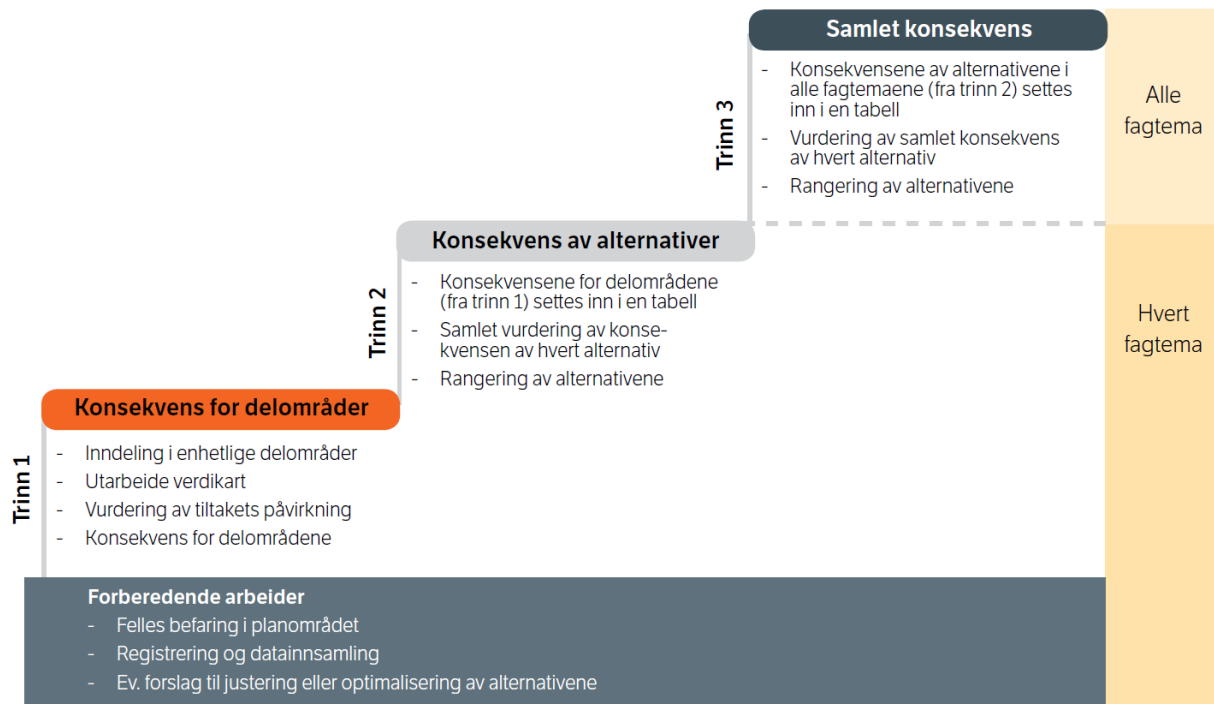 Samlet konsekvens
- Konsekvensene av alternativene i
alle fagtemaene (fra trinn 2) settes
inn i en tabell
- Vurdering av samlet konsekvens
av hvert alternativ
- Rangering av alternativene
Trinn 3
Alle
fagtema
Konsekvens av alternativer
- Konsekvensene for delområdene
(fra trinn 1) settes inn i en tabell
- Samlet vurdering av konse-
kvensen av hvert alternativ
- Rangering av alternativene
Trinn 2
Hvert
fagtema
Konsekvens for delområder
- Inndeling i enhetlige delområder
- Utarbeide verdikart
- Vurdering av tiltakets påvirkning
- Konsekvens for delområdene
Trinn 1
Forberedende arbeider
- Felles befaring i planområdet
- Registrering og datainnsamling
- Ev. forslag til justering eller optimalisering av alternativene